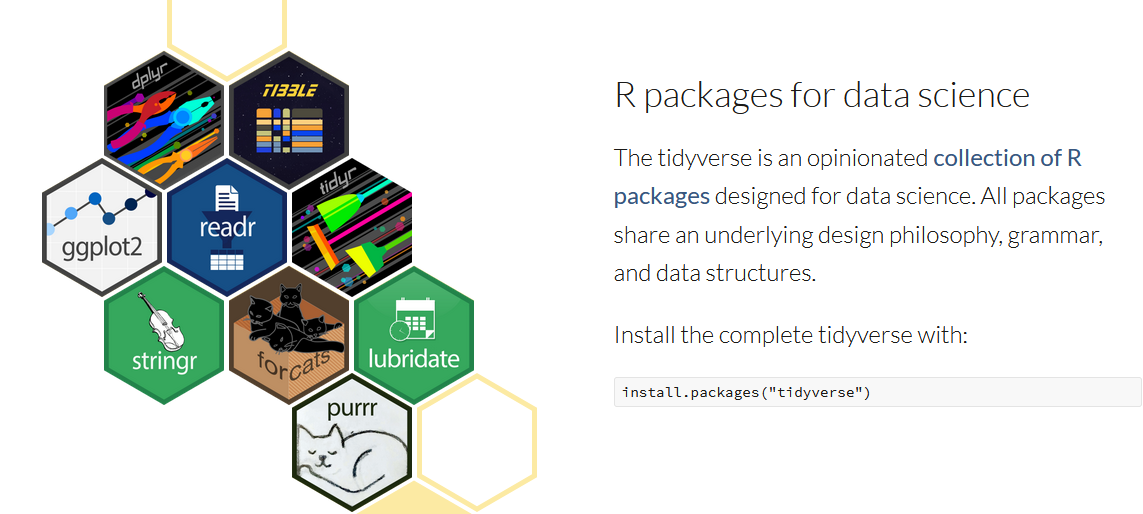 dplyr
TIBBLE
ggplot2
readr
tidyr
stringr
forcats
lubridate
purrr
R packages for data science
The tidyverse is an opinionated collection of R
packages designed for data science. All packages
share an underlying design philosophy, grammar,
and data structures.
Install the complete tidyverse with:
install.packages("tidyverse")